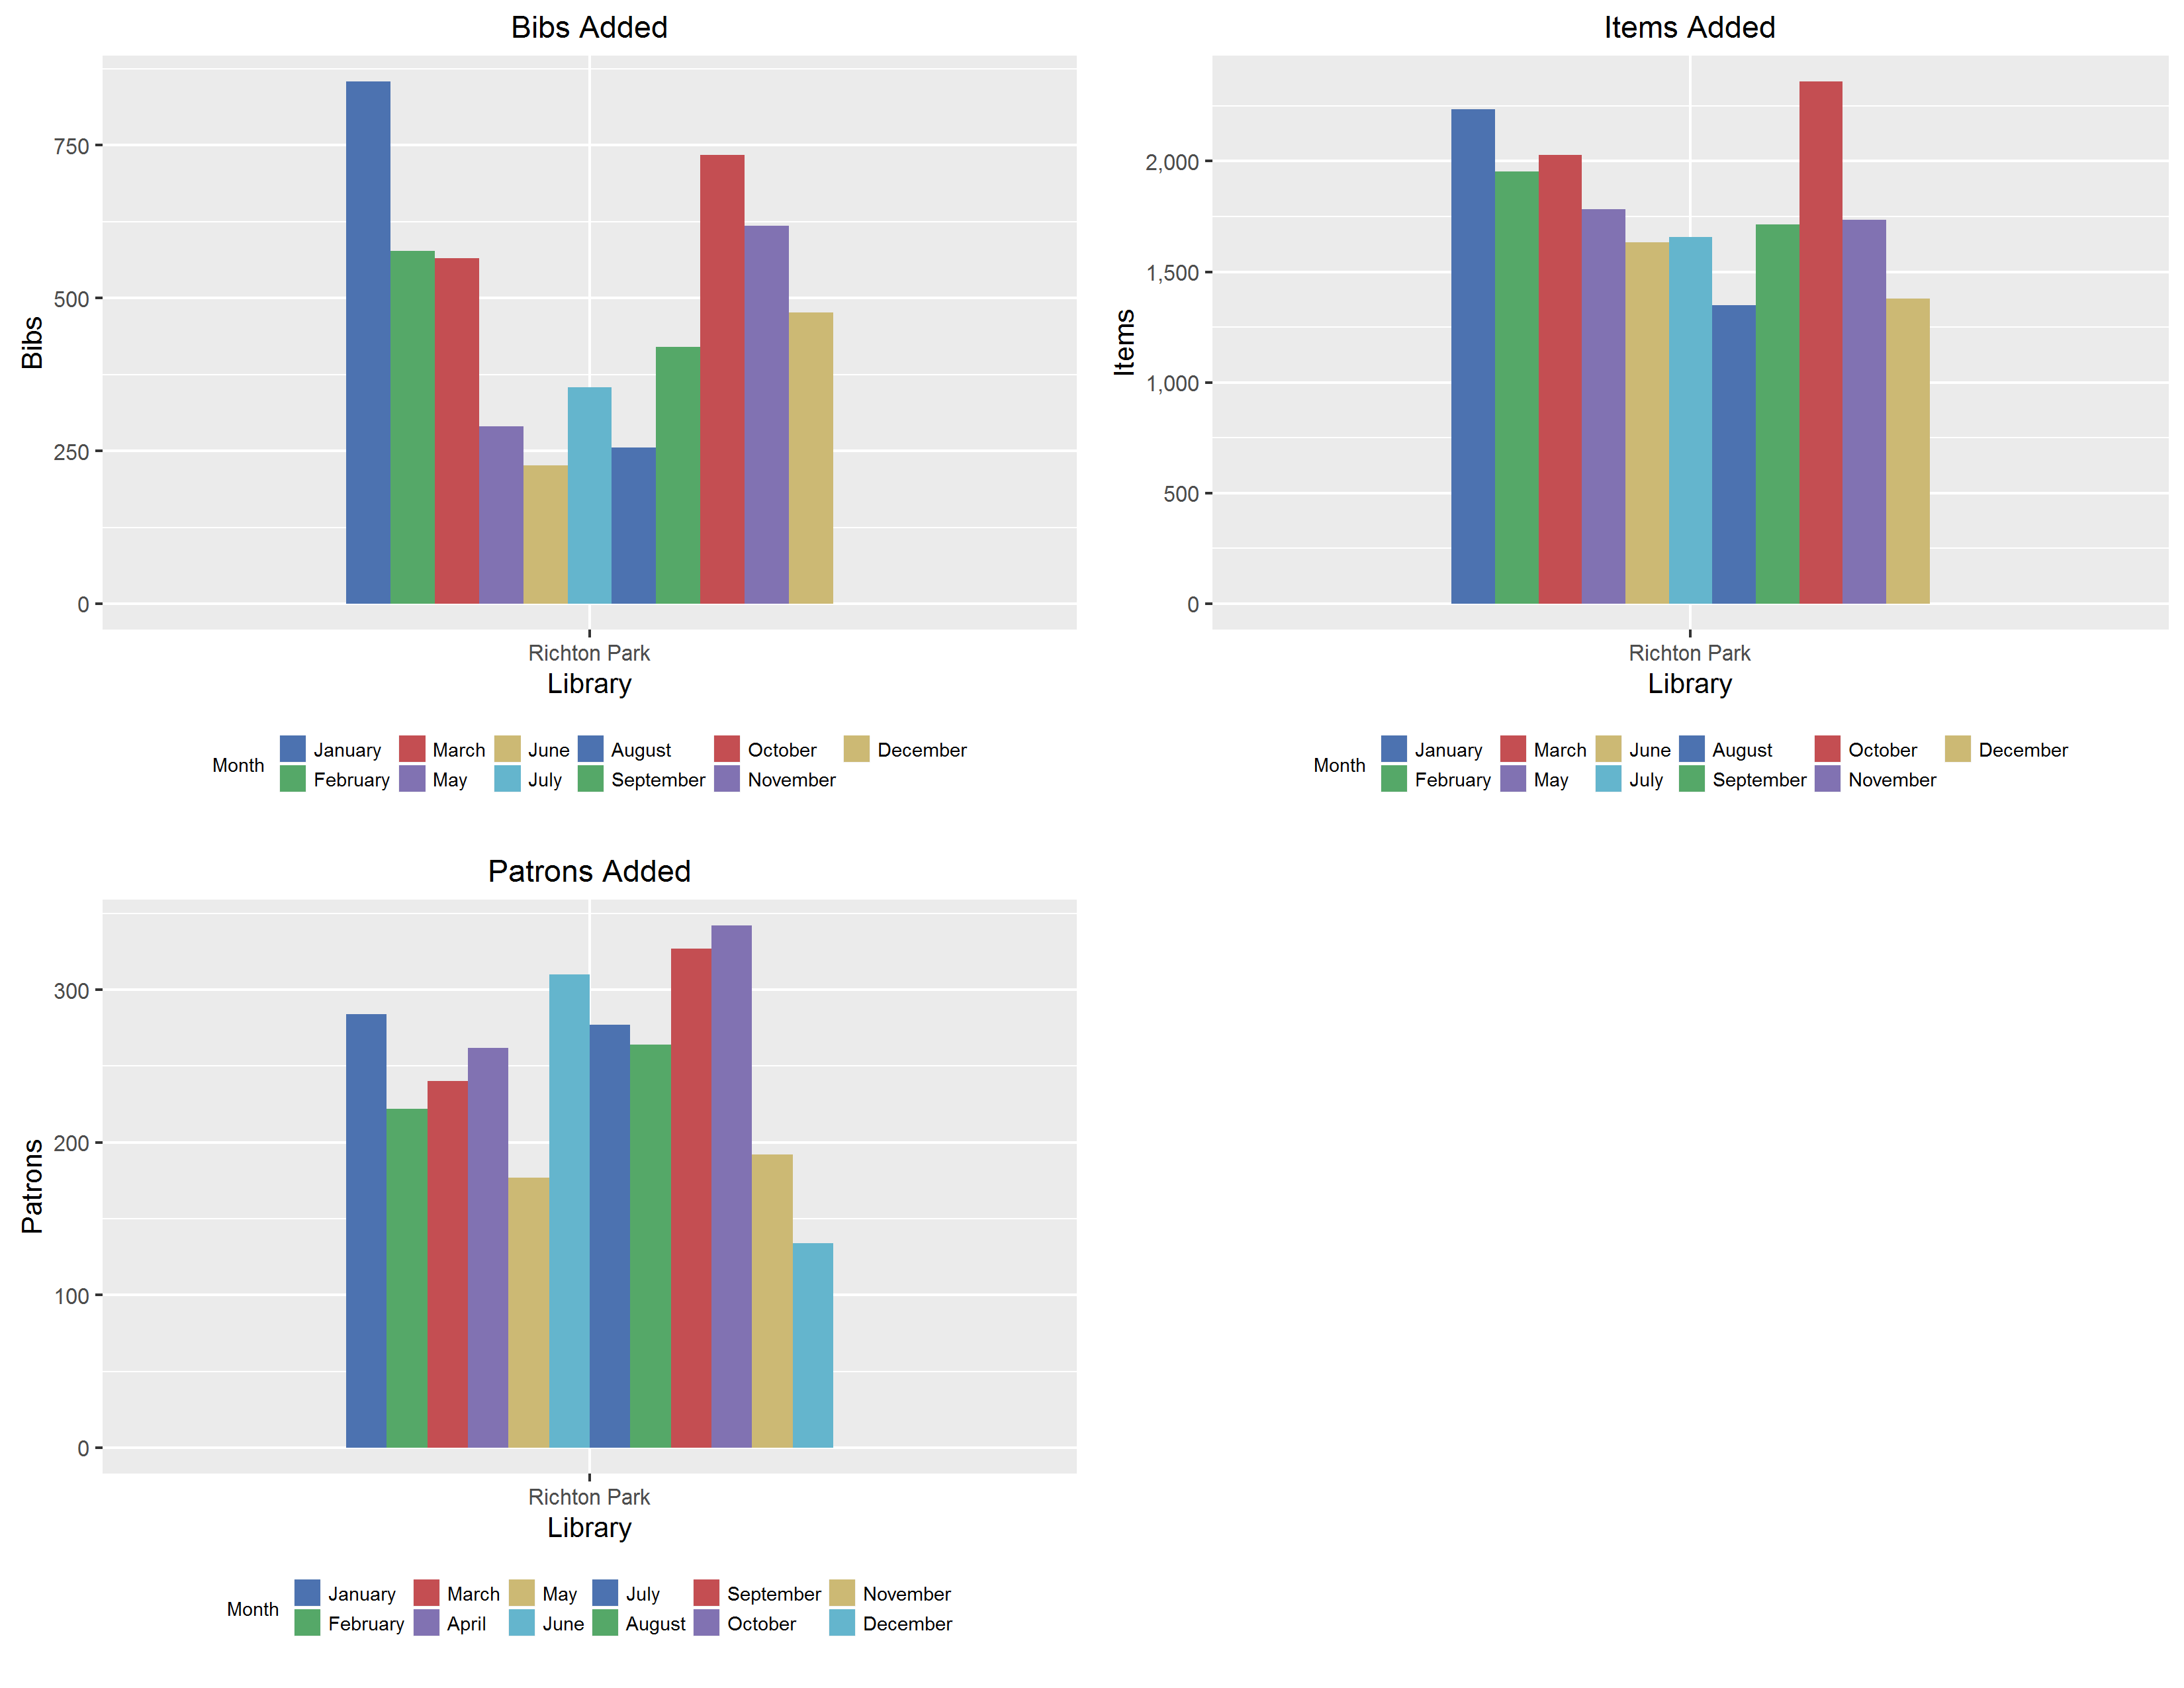 Bibs Added
750
500
250
0
Bibs
Richton Park
Library
Month
January March June August October December
February May July September November
Items Added
2,000
1,500
1,000
500
0
Items
Richton Park
Library
Month
January March June August October December
February May July September November
Patrons Added
300
200
100
0
Patrons
Richton Park
Library
Month
January March May July September November
February April June August October December